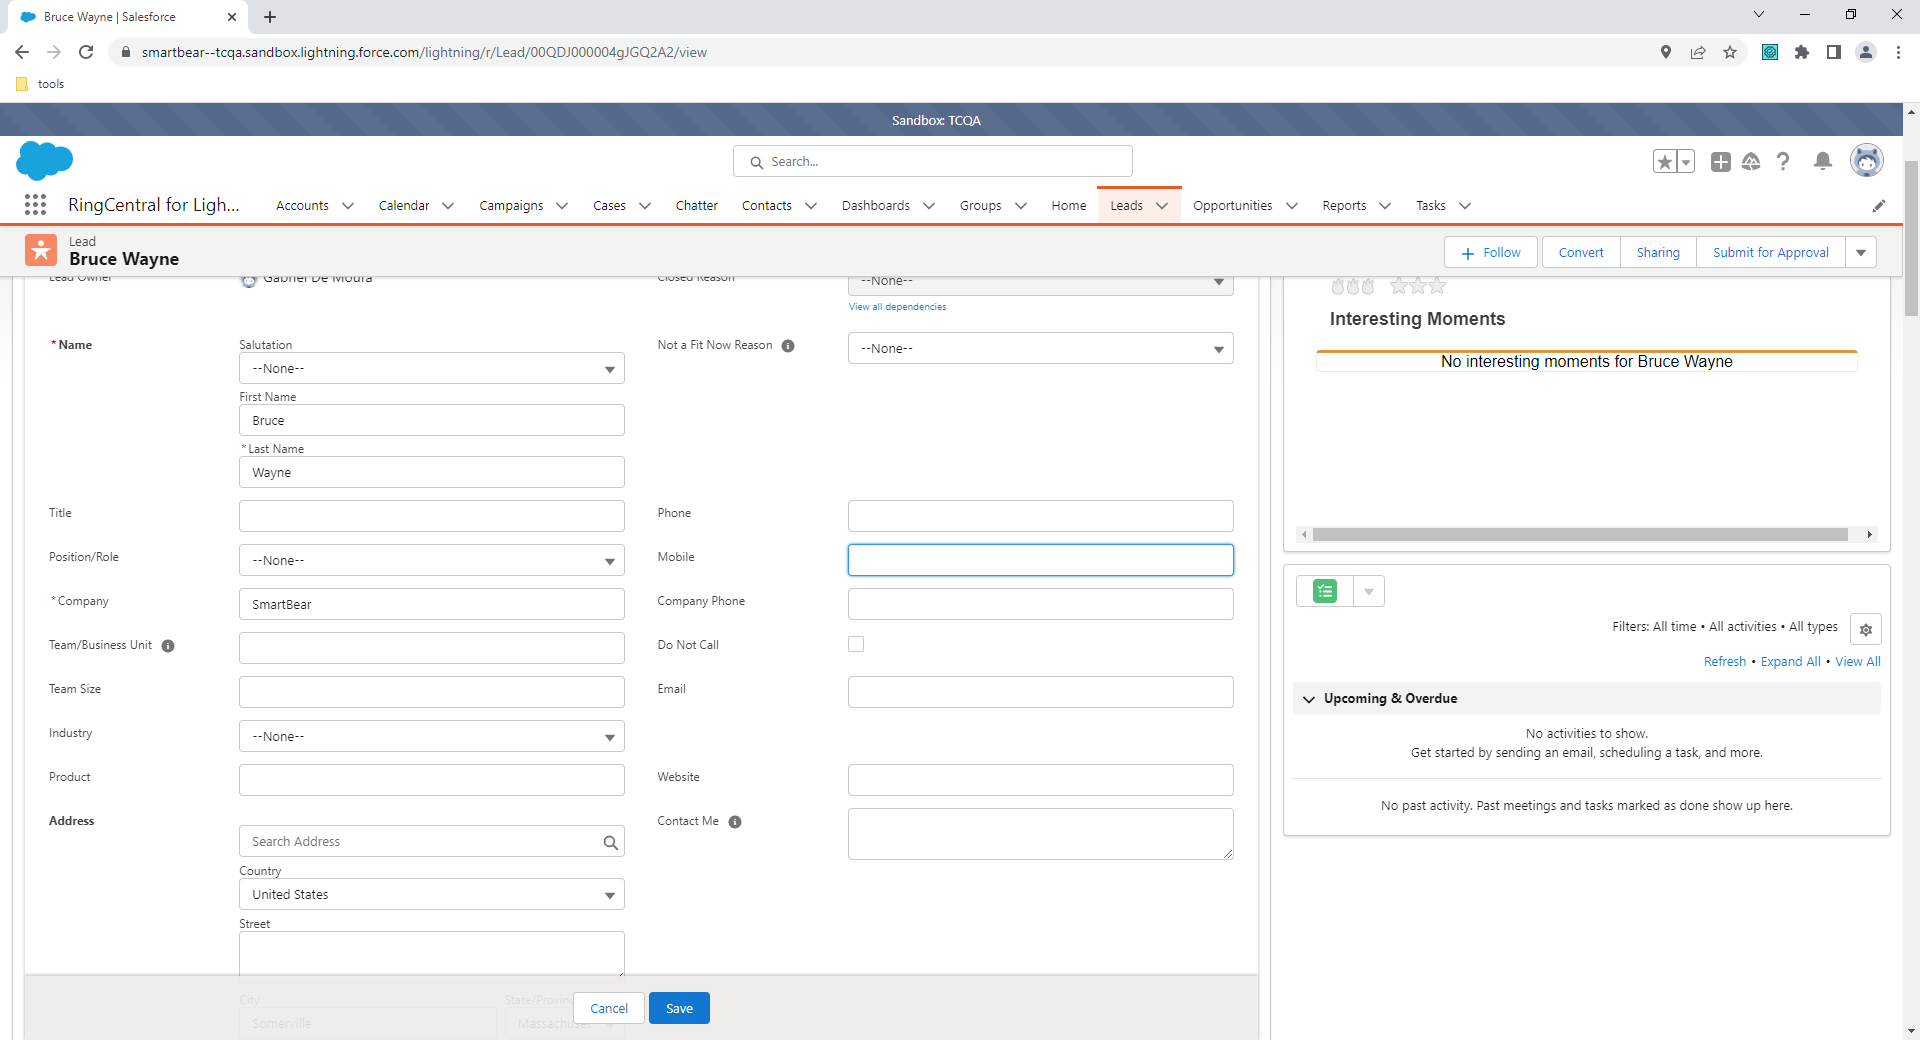 Bruce Wayne | Salesforce
smartbear--tcqa.sandbox.lightning.force.com/lightning/r/Lead/00QDJ000004gJGQ2A2/view
tools
Sandbox: TCQA
Search...
RingCentral for Ligh...
Accounts
Calendar
Campaigns
Cases
Chatter
Contacts
Dashboards
Groups
Home
Leads
Opportunities
Reports
Tasks
Lead
Bruce Wayne
Follow
Convert
Sharing
Submit for Approval
Lead Owner
Gabriel De Moura
Closed Reason
--None--
View all dependencies
*Name
Salutation
--None--
First Name
Bruce
*Last Name
Wayne
Not a Fit Now Reason
--None--
Title
Phone
Position/Role
--None--
Mobile
*Company
SmartBear
Company Phone
Team/Business Unit
Do Not Call
Team Size
Email
Industry
--None--
Product
Website
Address
Search Address
Contact Me
Country
United States
Street
City
Somerville
State/Provin
Massachuset
Cancel
Save
Interesting Moments
No interesting moments for Bruce Wayne
Filters: All time • All activities • All types
Refresh • Expand All • View All
Upcoming & Overdue
No activities to show.
Get started by sending an email, scheduling a task, and more.
No past activity. Past meetings and tasks marked as done show up here.